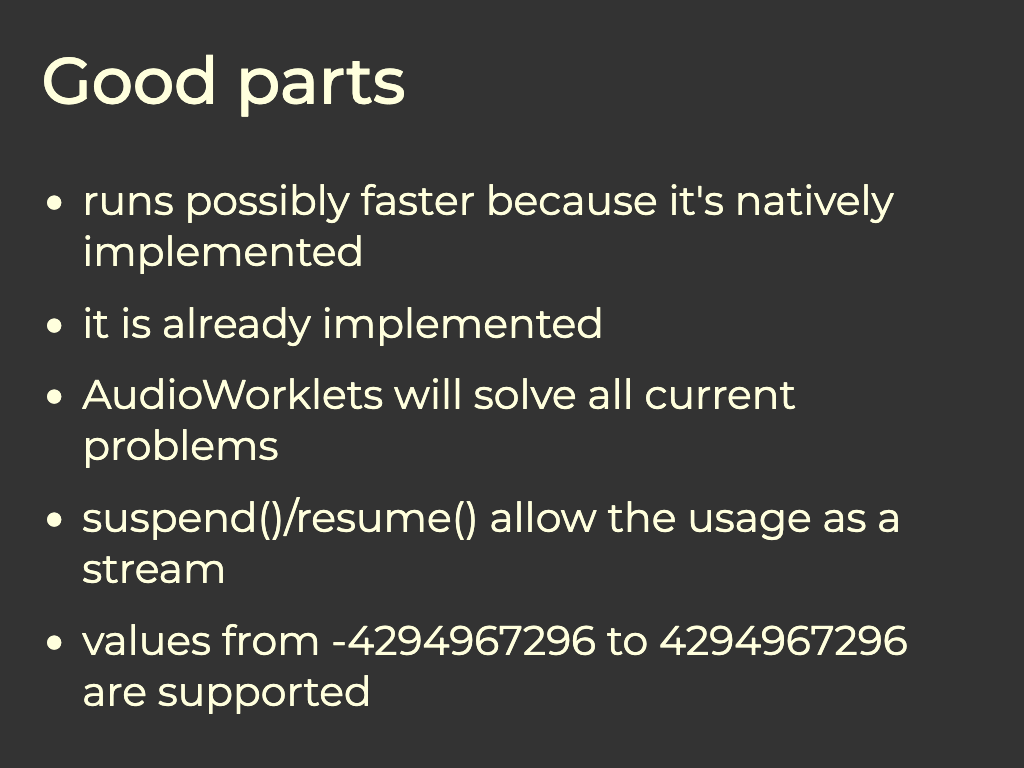 Good parts
• runs possibly faster because it's natively
implemented
• it is already implemented
• AudioWorklets will solve all current
problems
• suspend()/resume() allow the usage as a
stream
• values from -4294967296 to 4294967296
are supported